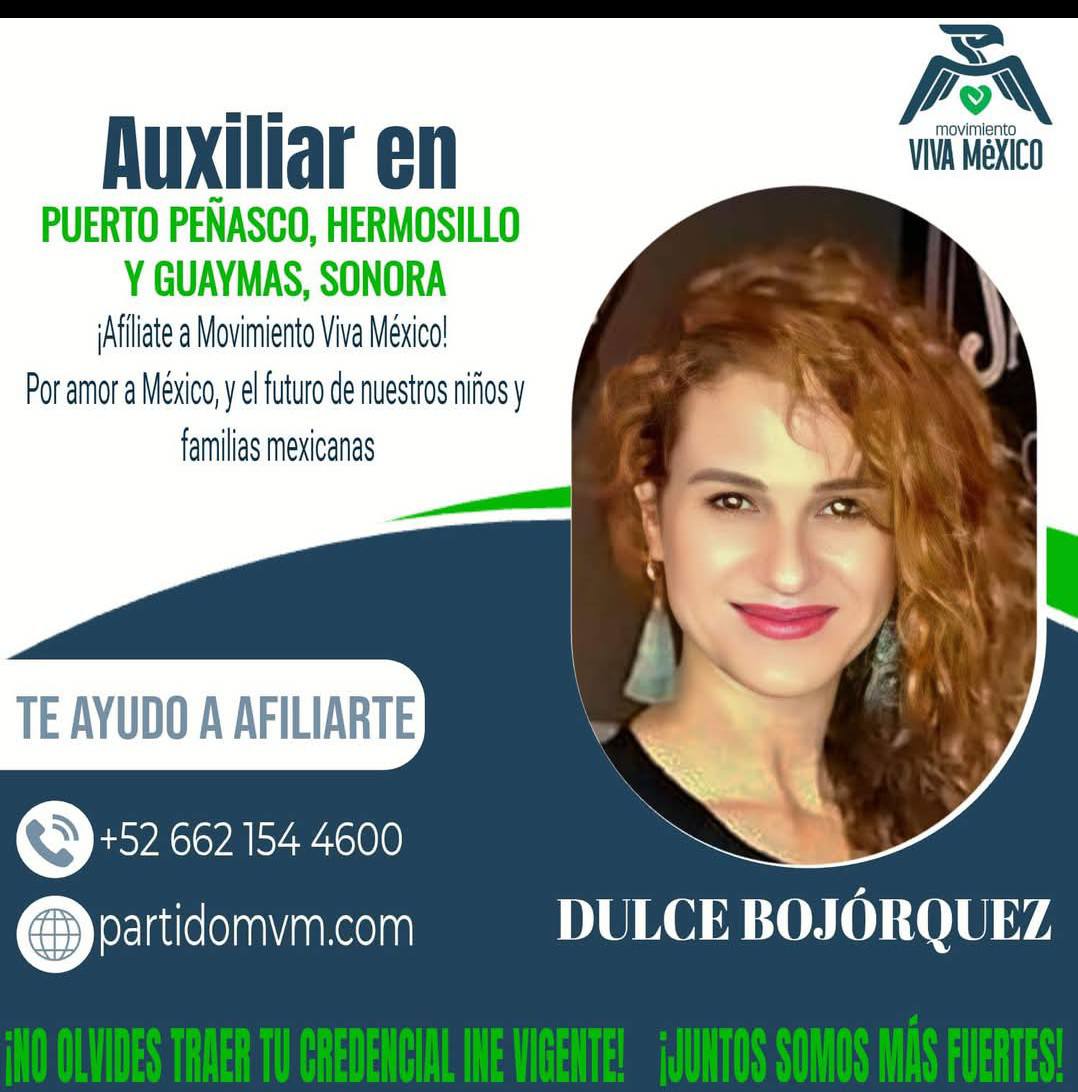 movimiento
VIVA MéXICO
Auxiliar en
PUERTO PEÑASCO, HERMOSILLO
Y GUAYMAS, SONORA
¡Afíliate a Movimiento Viva México!
Por amor a México, y el futuro de nuestros niños y
familias mexicanas
TE AYUDO A AFILIARTE
+52 662 154 4600
partidomvm.com
DULCE BOJÓRQUEZ
¡NO OLVIDES TRAER TU CREDENCIAL INE VIGENTE! ¡JUNTOS SOMOS MÁS FUERTES!